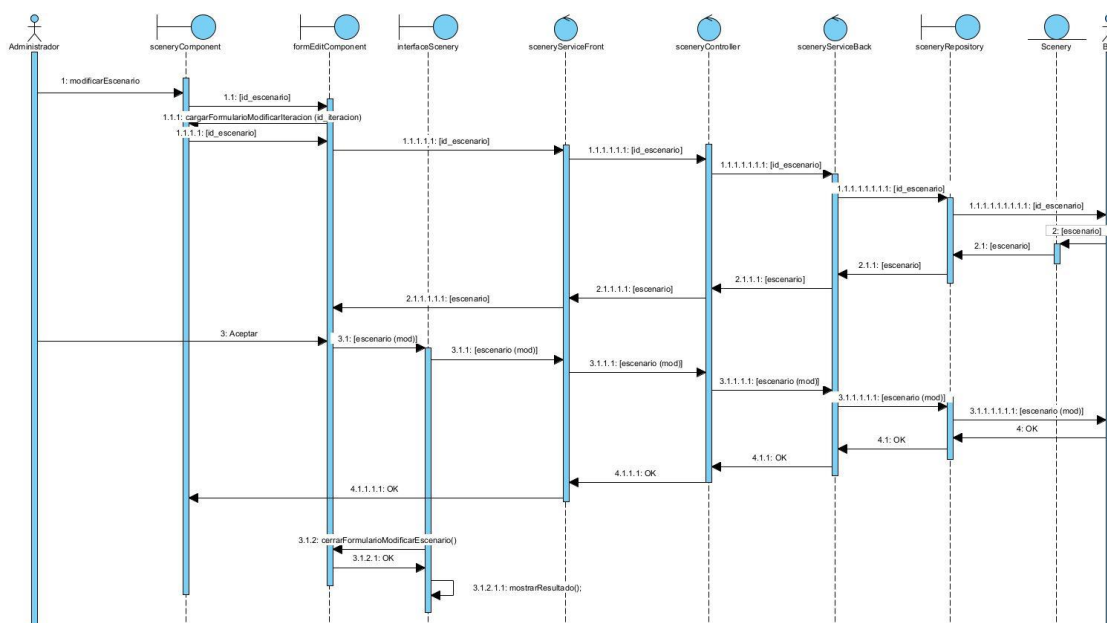 Administrador
sceneryComponent
formEditComponent
interfaceScenery
sceneryServiceFront
sceneryController
sceneryServiceBack
sceneryRepository
Scenery
1: modificarEscenario
1.1: [id_escenario]
1.1.1: cargarFormularioModificarIteracion (id_iteracion)
1.1.1.1: [id_escenario]
1.1.1.1.1: [id_escenario]
1.1.1.1.1.1: [id_escenario]
1.1.1.1.1.1.1: [id_escenario]
1.1.1.1.1.1.1.1: [id_escenario]
1.1.1.1.1.1.1.1.1: [id_escenario]
2: [escenario]
2.1: [escenario]
2.1.1: [escenario]
2.1.1.1: [escenario]
2.1.1.1.1: [escenario]
2.1.1.1.1.1: [escenario]
3: Aceptar
3.1: [escenario (mod)]
3.1.1: [escenario (mod)]
3.1.1.1: [escenario (mod)]
3.1.1.1.1: [escenario (mod)]
3.1.1.1.1.1: [escenario (mod)]
3.1.1.1.1.1.1: [escenario (mod)]
4: OK
4.1: OK
4.1.1: OK
4.1.1.1: OK
4.1.1.1.1: OK
3.1.2: cerrarFormularioModificarEscenario()
3.1.2.1: OK
3.1.2.1.1: mostrarResultado();